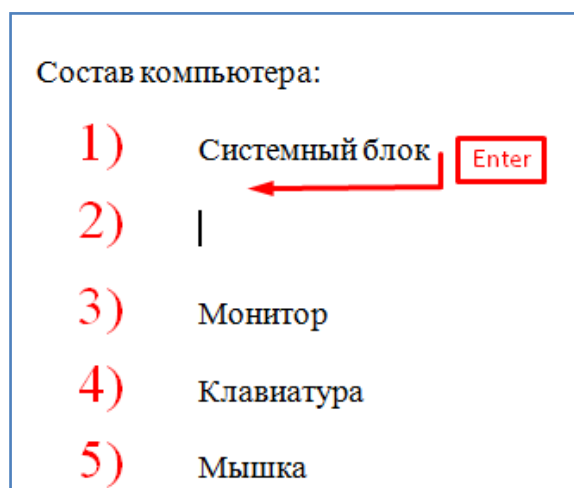 Состав компьютера:
1) Системный блок Enter
2)
3) Монитор
4) Клавиатура
5) Мышка